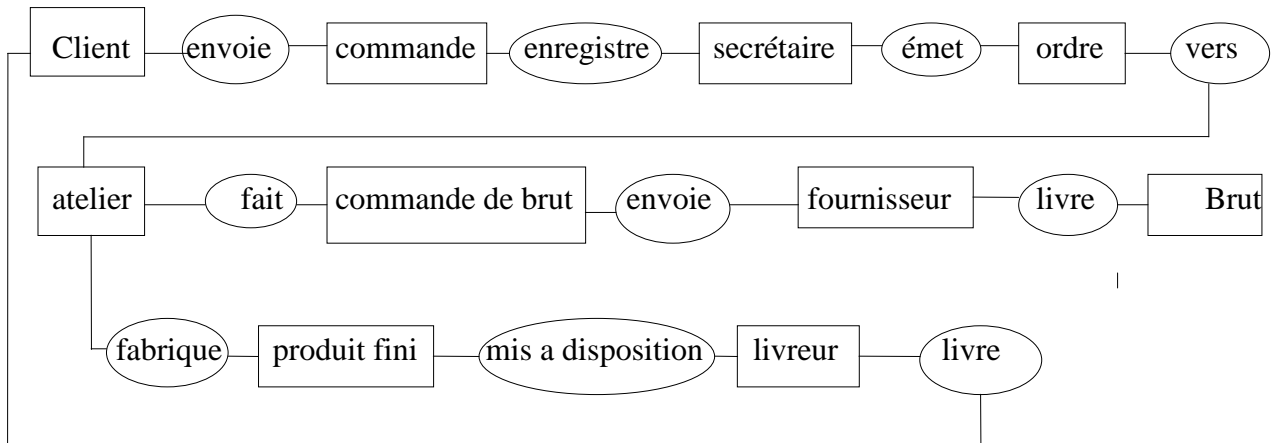 Client envoie commande enregistre secrétaire émet ordre vers
atelier fait commande de brut envoie fournisseur livre Brut
fabrique produit fini mis a disposition livreur livre